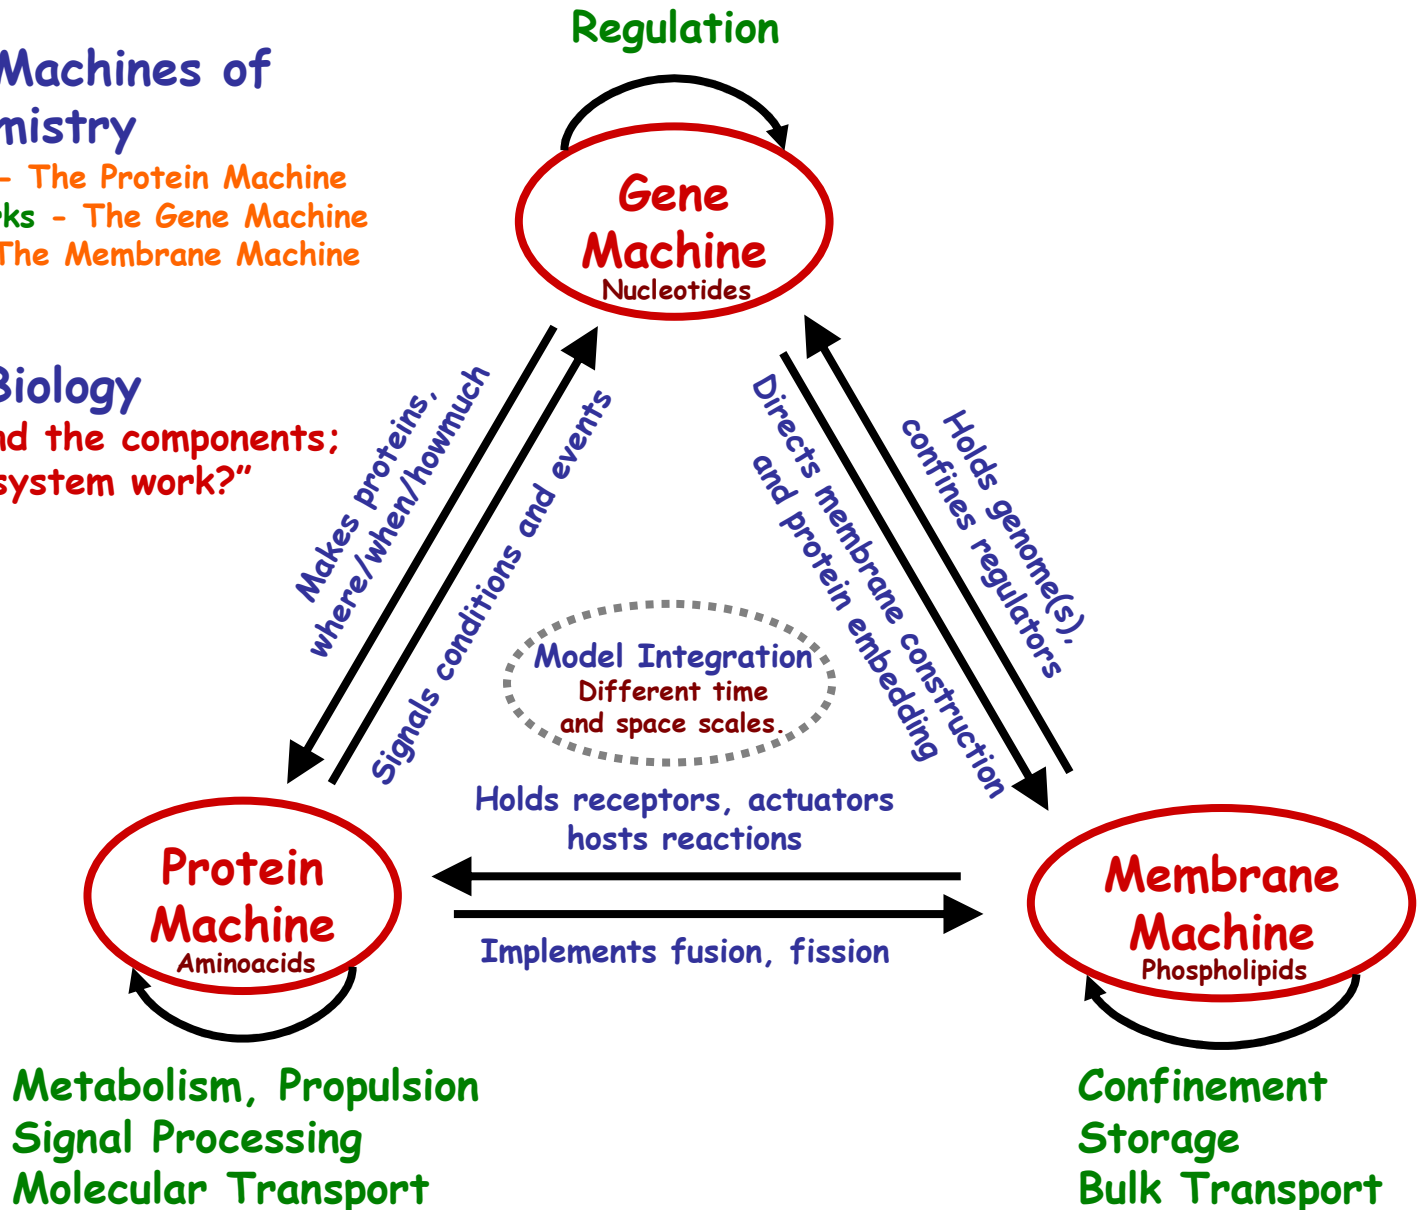 Regulation
Machines of
mistry
- The Protein Machine
rks - The Gene Machine
The Membrane Machine
Gene
Machine
Nucleotides
Biology
nd the components;
system work?”
Makes proteins,
where/when/howmuch
Signals conditions and events
Directs membrane construction
and protein embedding
Holds genome(s),
confines regulators
Model Integration
Different time
and space scales.
Holds receptors, actuators
hosts reactions
Implements fusion, fission
Protein
Machine
Aminoacids
Membrane
Machine
Phospholipids
Metabolism, Propulsion
Signal Processing
Molecular Transport
Confinement
Storage
Bulk Transport